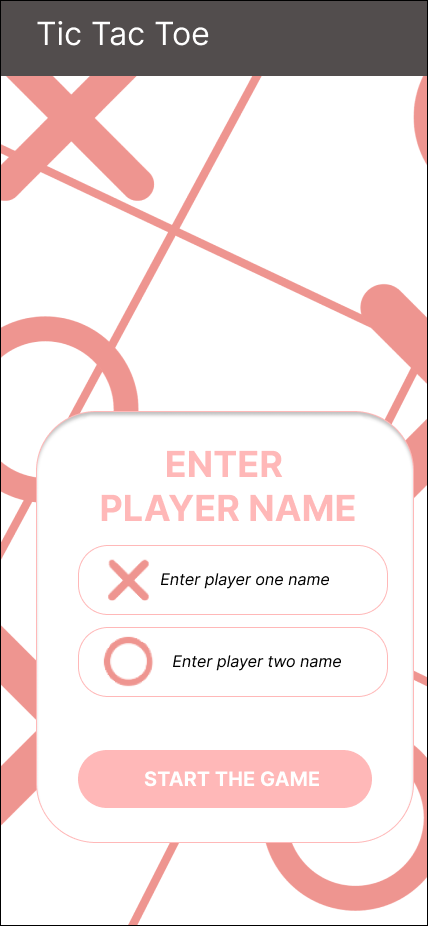 Tic Tac Toe
ENTER
PLAYER NAME
Enter player one name
Enter player two name
START THE GAME